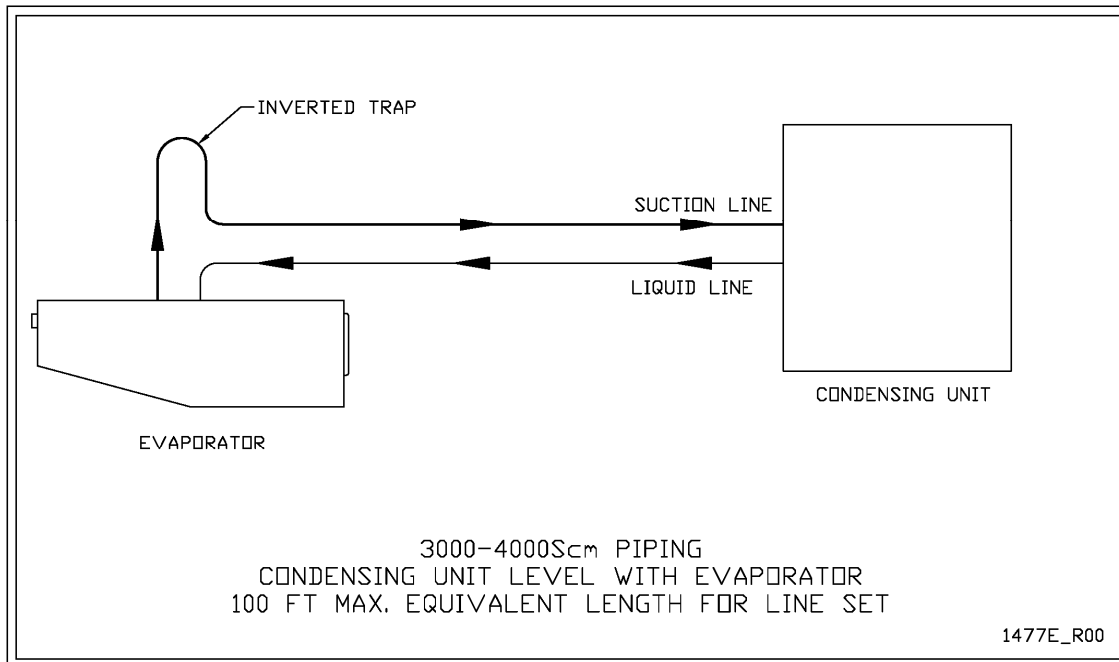 INVERTED TRAP
SUCTION LINE
LIQUID LINE
CONDENSING UNIT
EVAPORATOR
3000-4000Scm PIPING
CONDENSING UNIT LEVEL WITH EVAPORATOR
100 FT MAX. EQUIVALENT LENGTH FOR LINE SET
1477E_R00